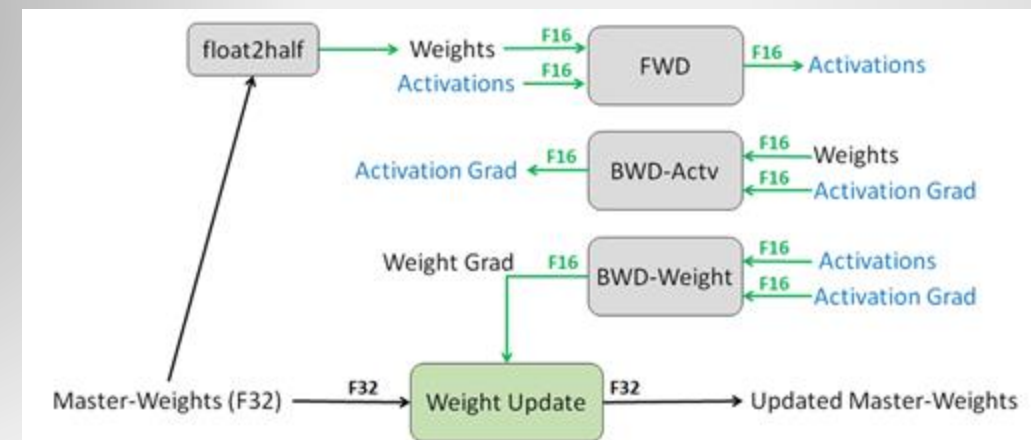 float2half
Weights F16
Activations F16
FWD
F16 Activations
Activation Grad F16
BWD-Actv
F16 Weights
F16 Activation Grad
Weight Grad F16
BWD-Weight
F16 Activations
F16 Activation Grad
Master-Weights (F32) F32 Weight Update F32 Updated Master-Weights